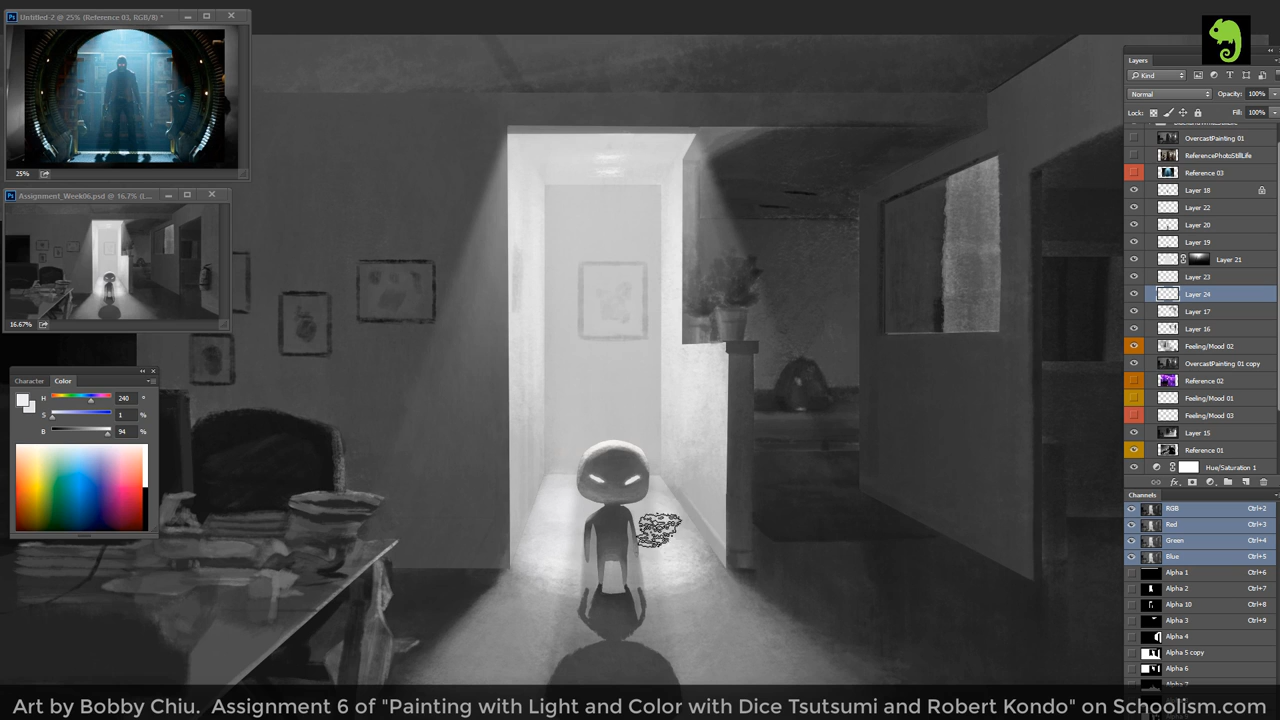 Untitled-2 @ 25% (Reference 03, RGB/8) *
25%
Assignment_Week06.psd @ 16.7% (L...
16.67%
Character
Color
H 240 °
S 1 %
B 94 %
Layers
Kind
Normal
Opacity: 100%
Lock:
Fill: 100%
OvercastPainting 01
ReferencePhotoStillLife
Reference 03
Layer 18
Layer 22
Layer 20
Layer 19
Layer 21
Layer 23
Layer 24
Layer 17
Layer 16
Feeling/Mood 02
OvercastPainting 01 copy
Reference 02
Feeling/Mood 01
Feeling/Mood 03
Layer 15
Reference 01
Hue/Saturation 1
Channels
RGB Ctrl+2
Red Ctrl+3
Green Ctrl+4
Blue Ctrl+5
Alpha 1 Ctrl+6
Alpha 2 Ctrl+7
Alpha 10 Ctrl+8
Alpha 3 Ctrl+9
Alpha 4
Alpha 5 copy
Alpha 6
Alpha 7
Art by Bobby Chiu. Assignment 6 of "Painting with Light and Color with Dice Tsutsumi and Robert Kondo" on Schoolism.com